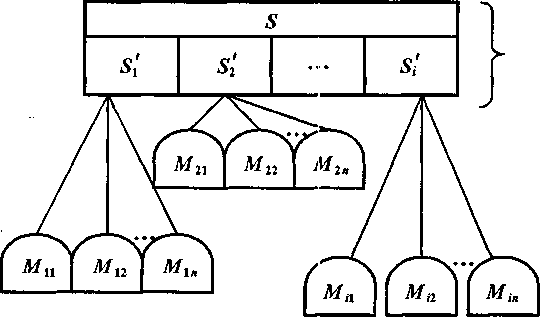 S
S′₁ S′₂ ⋯ S′ᵢ
M₂₁ M₂₂ ⋯ M₂ₙ
M₁₁ M₁₂ ⋯ M₁ₙ
Mᵢ₁ Mᵢ₂ ⋯ Mᵢₙ